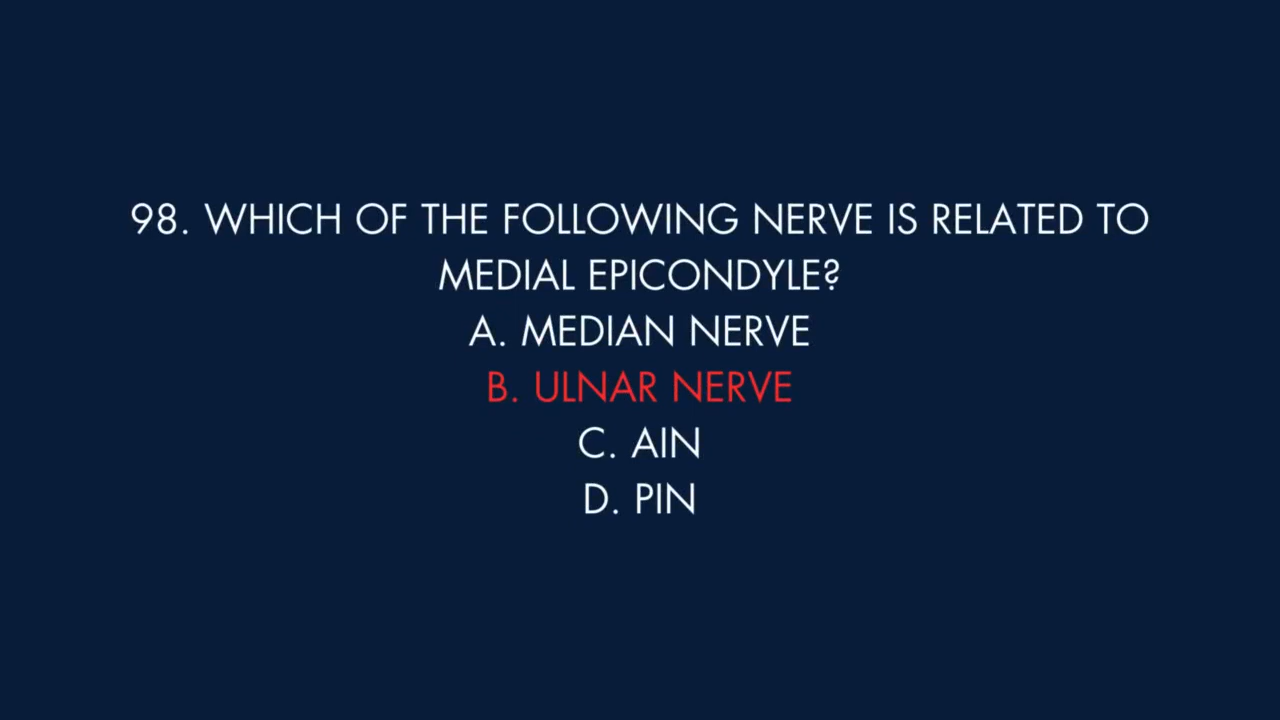 98. WHICH OF THE FOLLOWING NERVE IS RELATED TO
MEDIAL EPICONDYLE?
A. MEDIAN NERVE
B. ULNAR NERVE
C. AIN
D. PIN